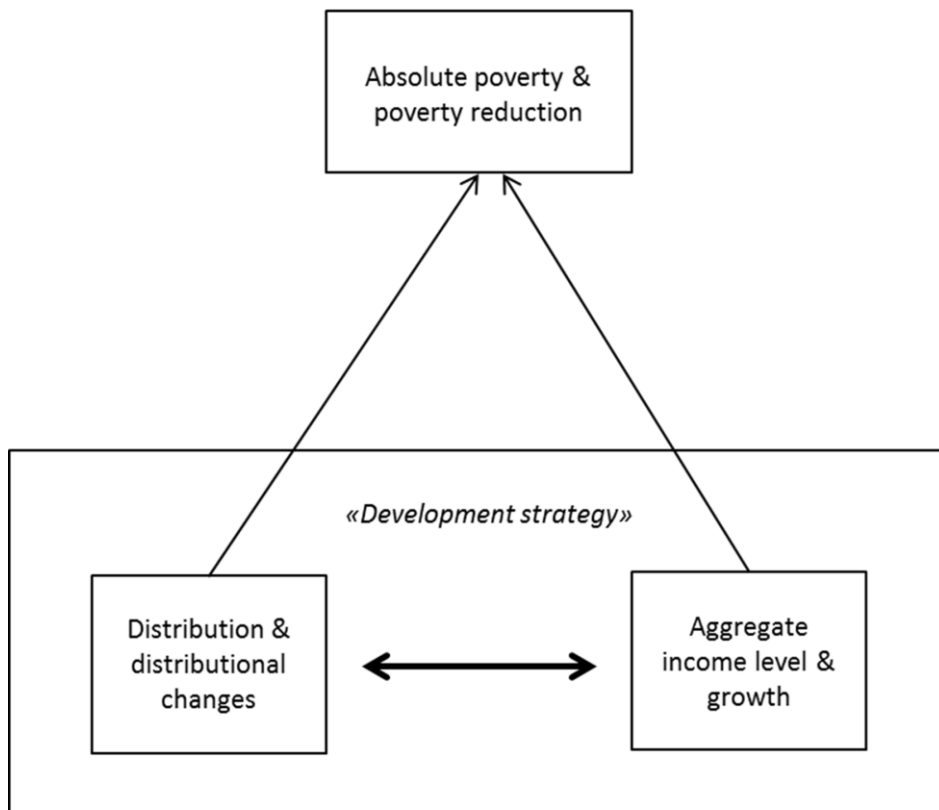 Absolute poverty &
poverty reduction
«Development strategy»
Distribution &
distributional
changes
Aggregate
income level &
growth